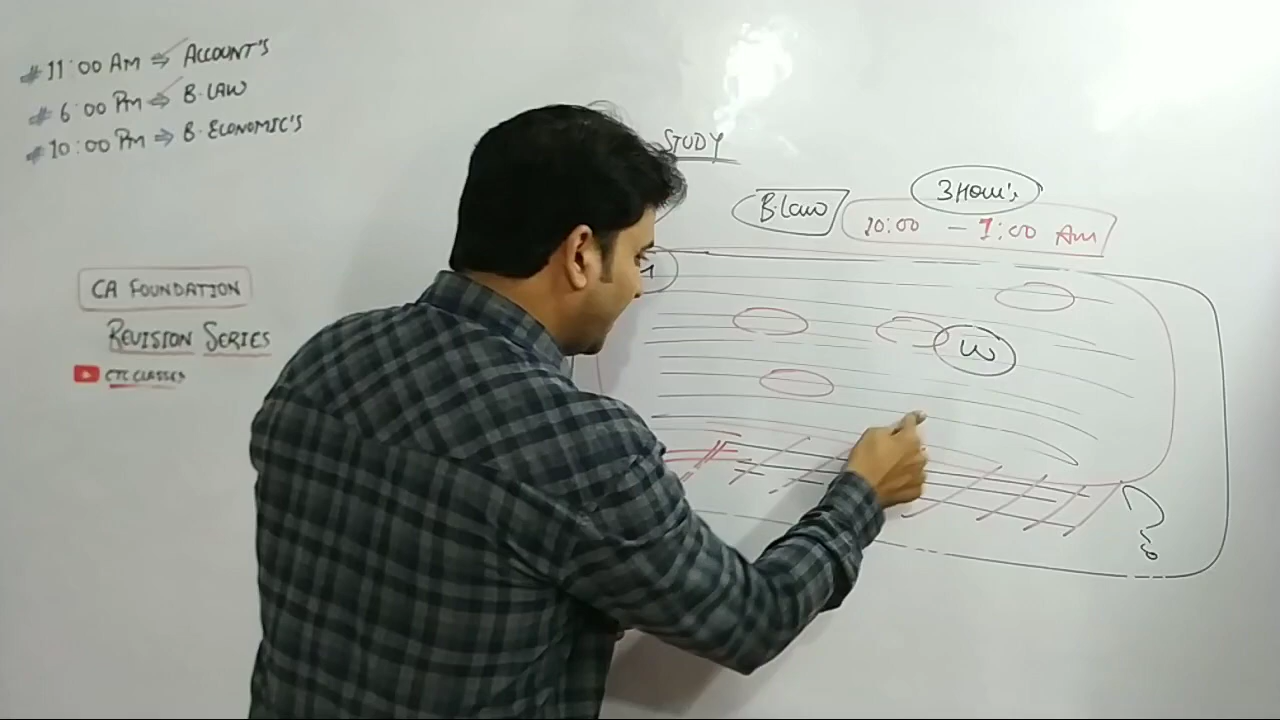 # 11:00 AM ⇒ ACCOUNT'S
# 6:00 PM ⇒ B.LAW
# 10:00 PM ⇒ B.ECONOMIC'S
STUDY
3 Hour's
B.Law
10:00 - 1:00 AM
CA FOUNDATION
REVISION SERIES
CTC CLASSES
W